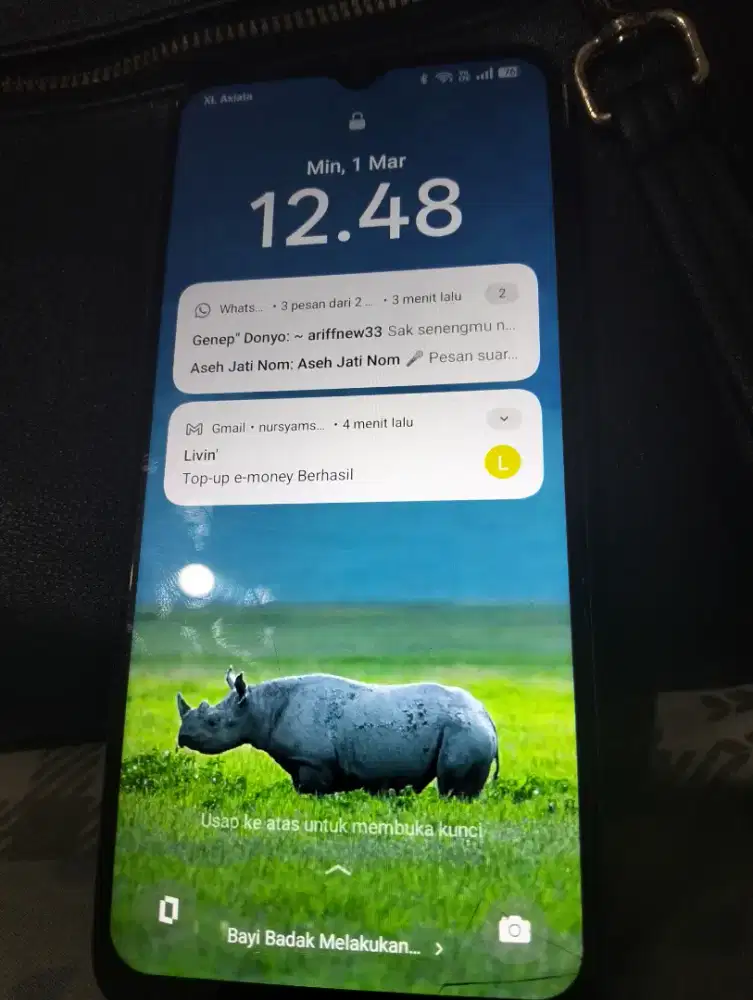 XL Axiata
76
Min, 1 Mar
12.48
Whats... • 3 pesan dari 2 ... • 3 menit lalu 2
Genep" Donyo: ~ ariffnew33 Sak senengmu n...
Aseh Jati Nom: Aseh Jati Nom 🎤 Pesan suar...
Gmail • nursyams... • 4 menit lalu
Livin'
L
Top-up e-money Berhasil
Usap ke atas untuk membuka kunci
Bayi Badak Melakukan... >